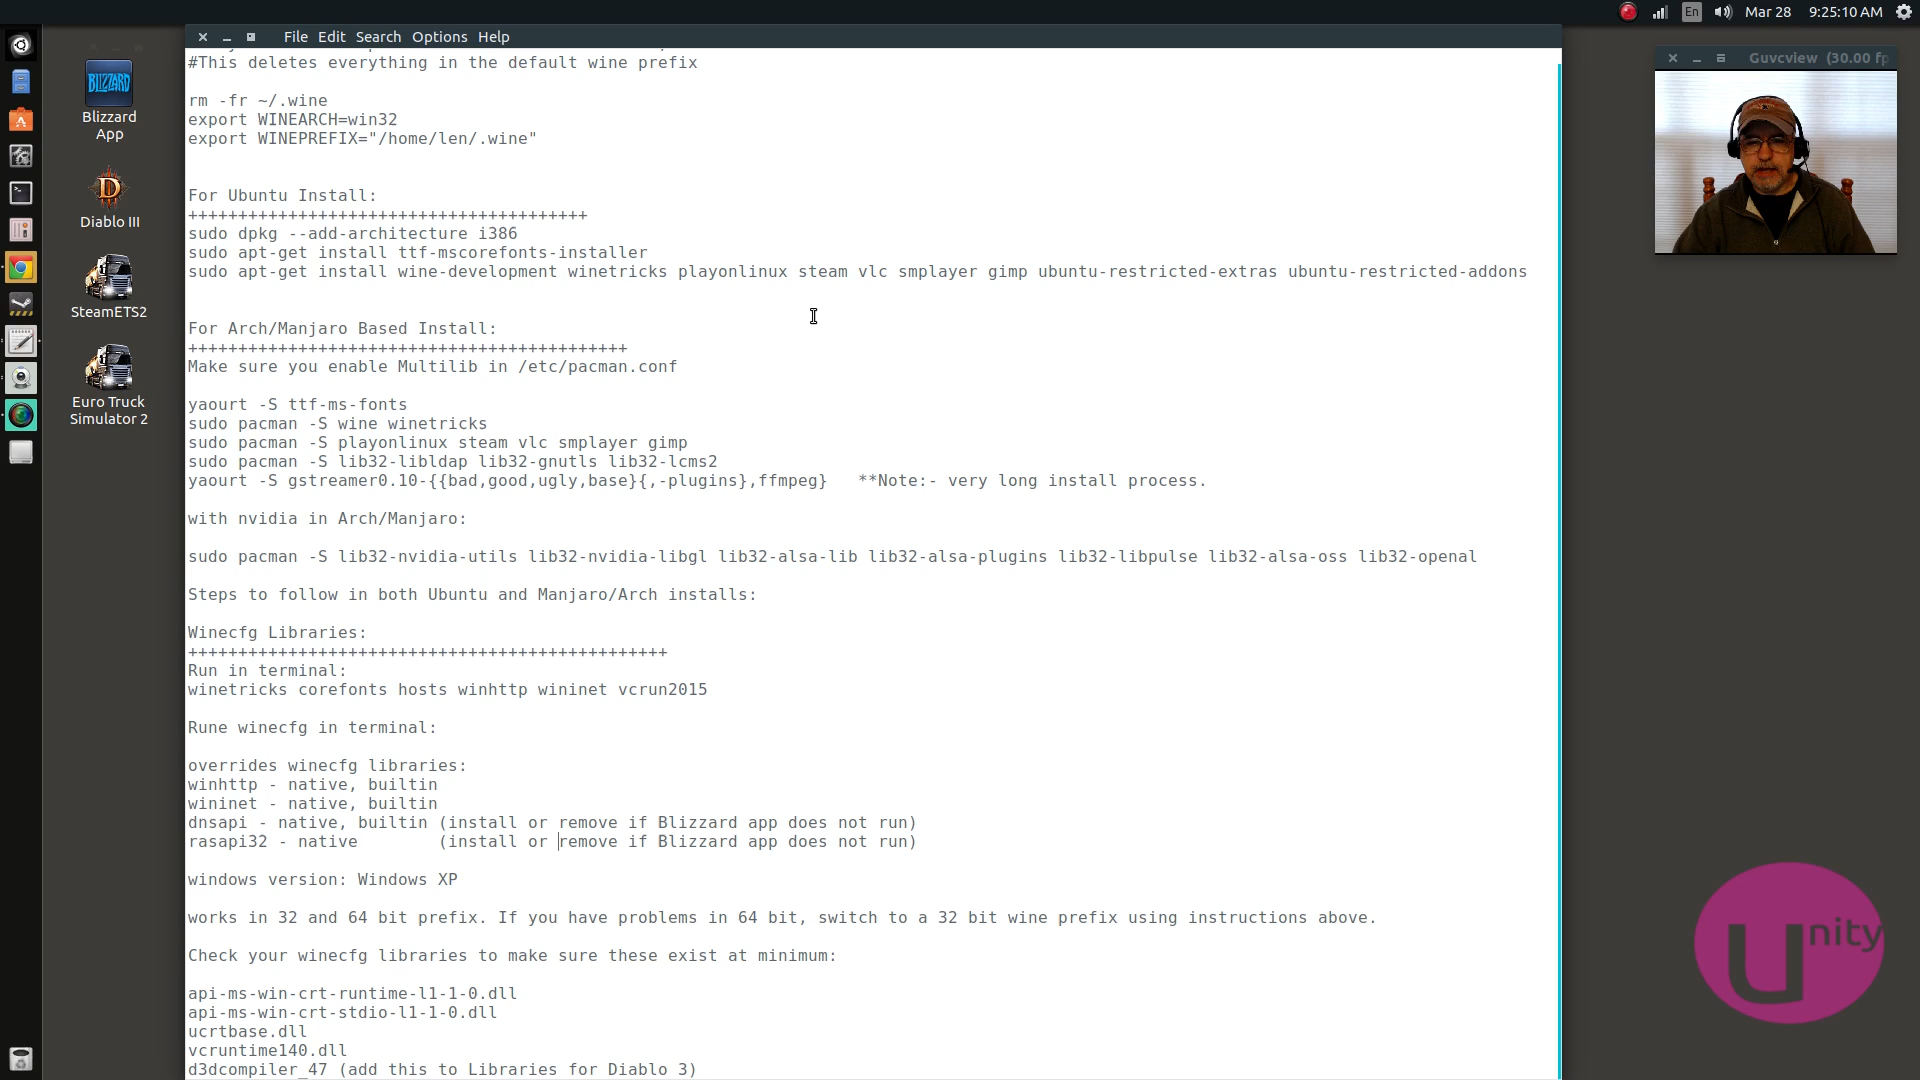 En
Mar 28
9:25:10 AM
File Edit Search Options Help
Guvcview (30.00 fp
#This deletes everything in the default wine prefix
rm -fr ~/.wine
export WINEARCH=win32
export WINEPREFIX="/home/len/.wine"
For Ubuntu Install:
++++++++++++++++++++++++++++++++++++++++
sudo dpkg --add-architecture i386
sudo apt-get install ttf-mscorefonts-installer
sudo apt-get install wine-development winetricks playonlinux steam vlc smplayer gimp ubuntu-restricted-extras ubuntu-restricted-addons
For Arch/Manjaro Based Install:
++++++++++++++++++++++++++++++++++++++++++++
Make sure you enable Multilib in /etc/pacman.conf
yaourt -S ttf-ms-fonts
sudo pacman -S wine winetricks
sudo pacman -S playonlinux steam vlc smplayer gimp
sudo pacman -S lib32-libldap lib32-gnutls lib32-lcms2
yaourt -S gstreamer0.10-{{bad,good,ugly,base}{,-plugins},ffmpeg}   **Note:- very long install process.
with nvidia in Arch/Manjaro:
sudo pacman -S lib32-nvidia-utils lib32-nvidia-libgl lib32-alsa-lib lib32-alsa-plugins lib32-libpulse lib32-alsa-oss lib32-openal
Steps to follow in both Ubuntu and Manjaro/Arch installs:
Winecfg Libraries:
++++++++++++++++++++++++++++++++++++++++++++++++
Run in terminal:
winetricks corefonts hosts winhttp wininet vcrun2015
Rune winecfg in terminal:
overrides winecfg libraries:
winhttp - native, builtin
wininet - native, builtin
dnsapi - native, builtin (install or remove if Blizzard app does not run)
rasapi32 - native        (install or remove if Blizzard app does not run)
windows version: Windows XP
works in 32 and 64 bit prefix. If you have problems in 64 bit, switch to a 32 bit wine prefix using instructions above.
Check your winecfg libraries to make sure these exist at minimum:
api-ms-win-crt-runtime-l1-1-0.dll
api-ms-win-crt-stdio-l1-1-0.dll
ucrtbase.dll
vcruntime140.dll
d3dcompiler_47 (add this to Libraries for Diablo 3)
BLIZZARD
Blizzard
App
Diablo III
SteamETS2
Euro Truck
Simulator 2
Unity